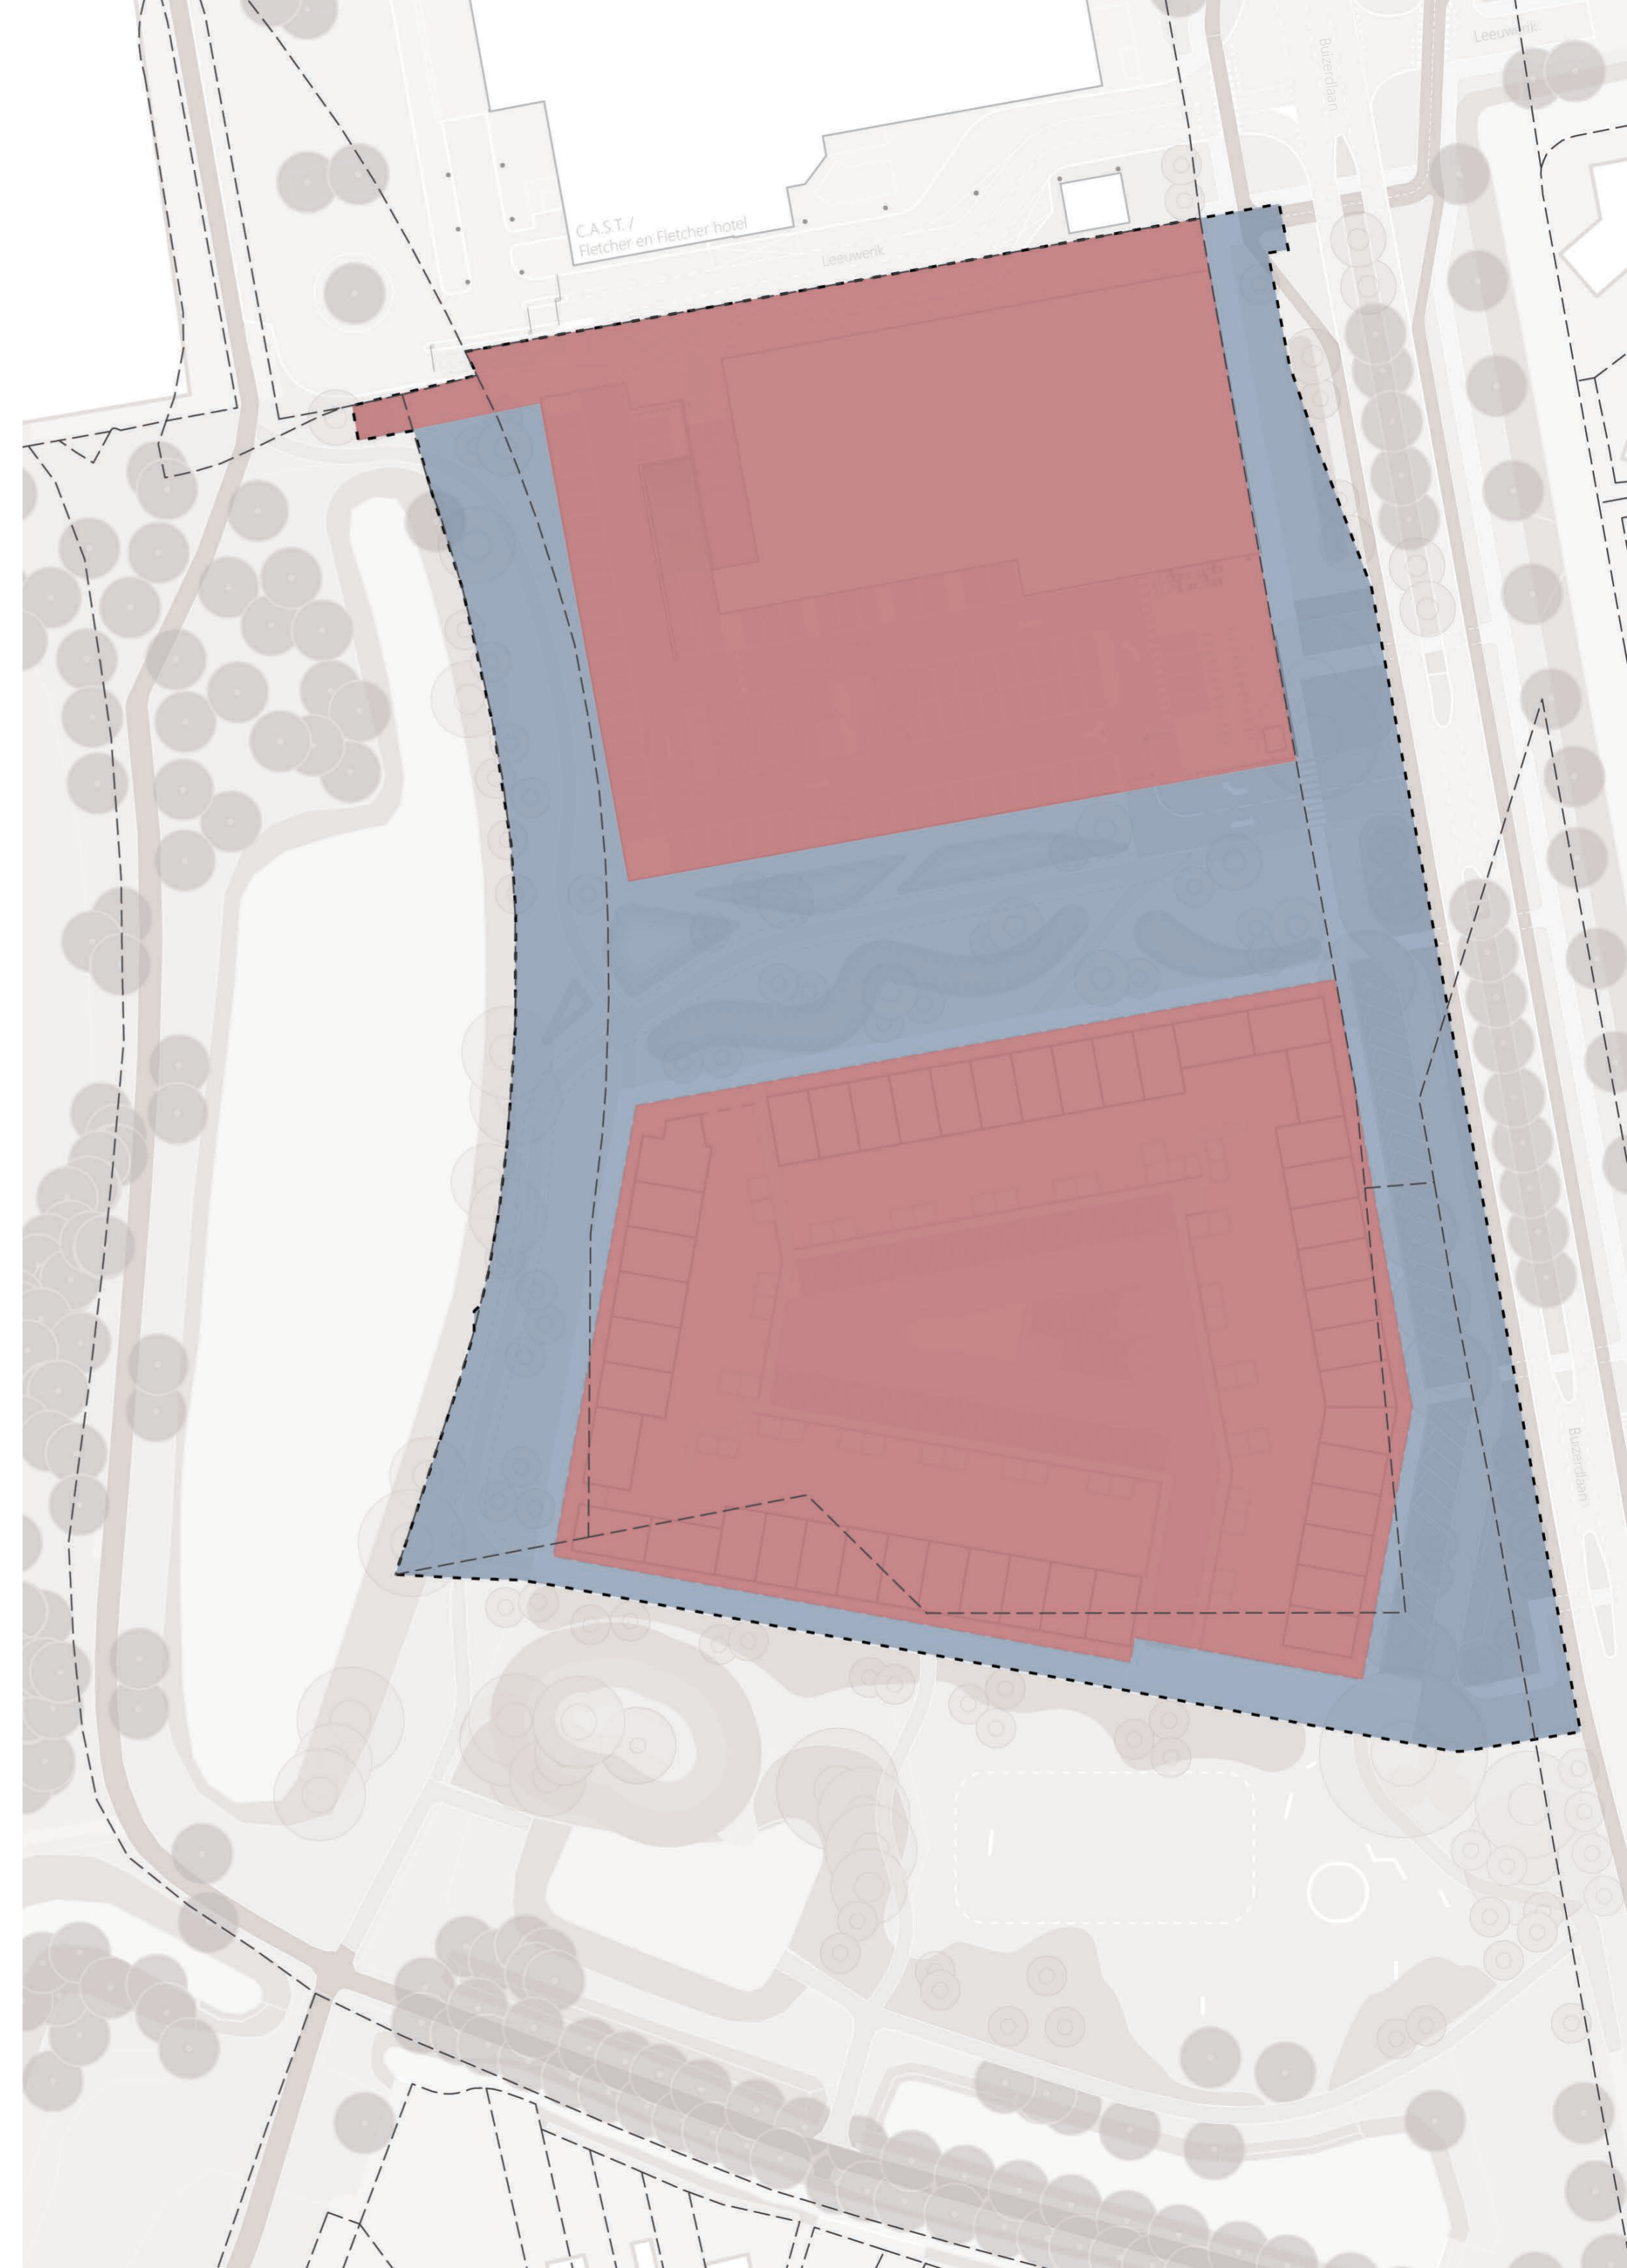 Leeuwerik
Buizerdlaan
C.A.S.T. /
Fletcher en Fletcher hotel
Leeuwerik
Buizerdlaan